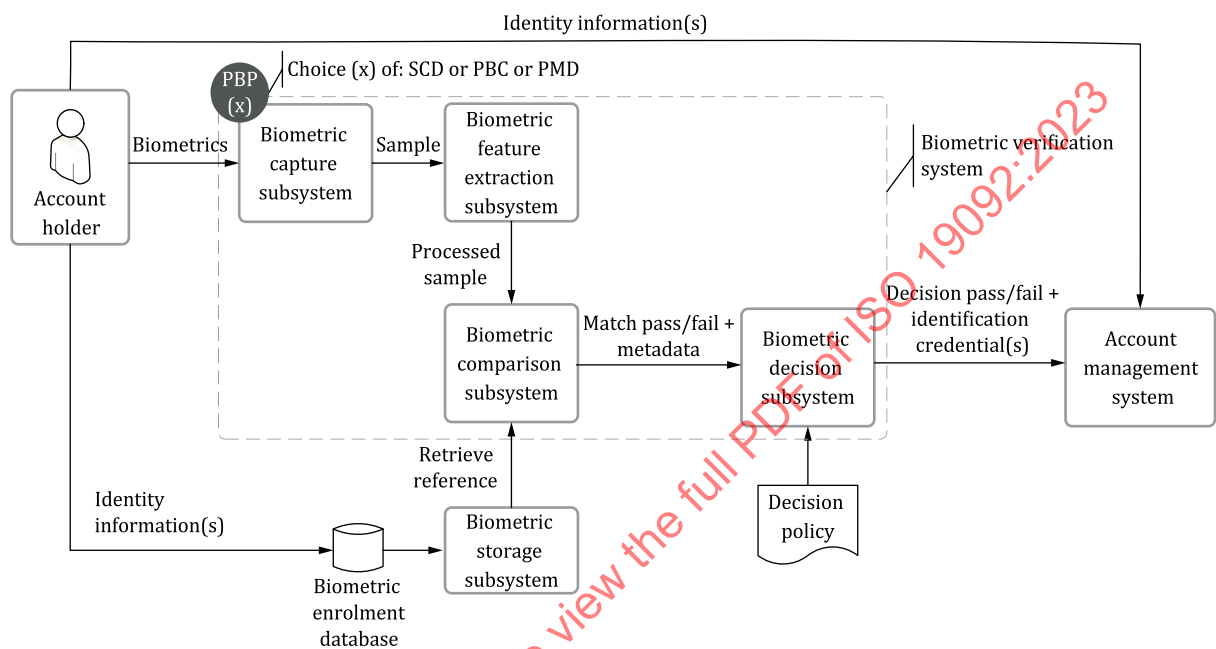 Identity information(s)
PBP
(x)
Choice (x) of: SCD or PBC or PMD
Account
holder
Biometrics
Biometric
capture
subsystem
Sample
Biometric
feature
extraction
subsystem
Biometric verification
system
Processed
sample
Biometric
comparison
subsystem
Match pass/fail +
metadata
Biometric
decision
subsystem
Decision pass/fail +
identification
credential(s)
Account
management
system
Retrieve
reference
Identity
information(s)
Biometric
enrolment
database
Biometric
storage
subsystem
Decision
policy
view the full PDF of ISO 19092:2023